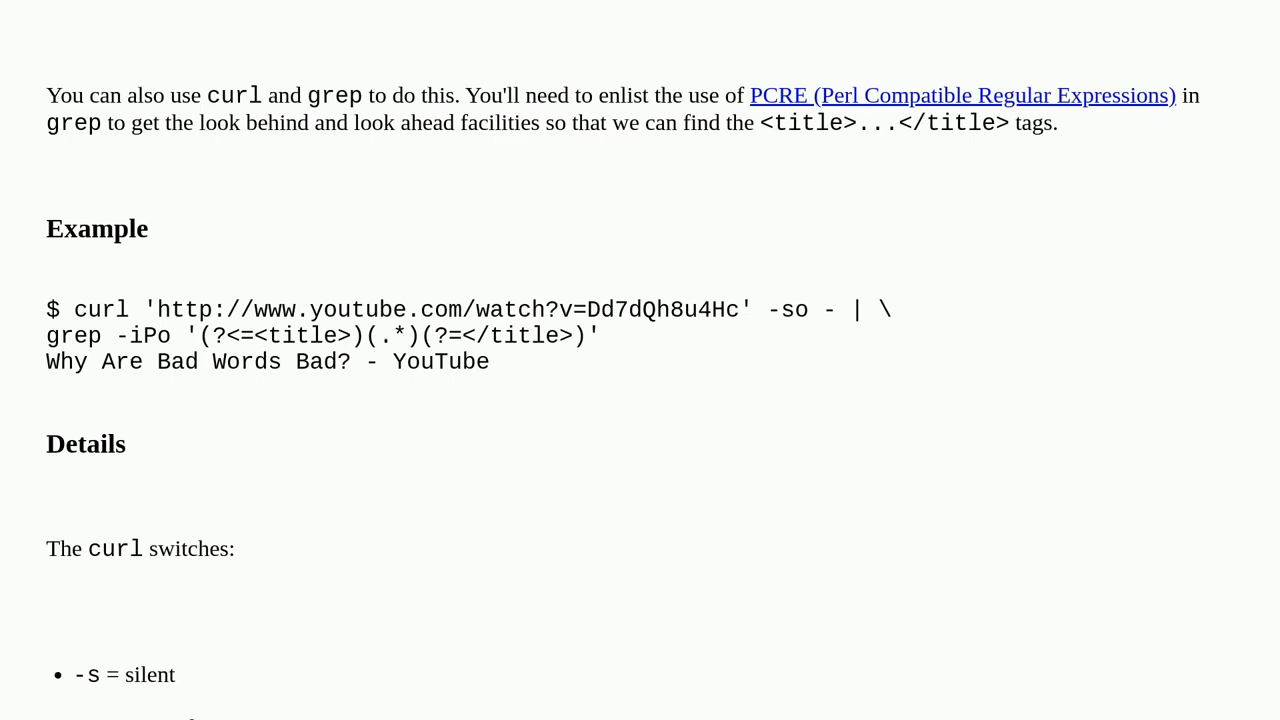 You can also use curl and grep to do this. You'll need to enlist the use of PCRE (Perl Compatible Regular Expressions) in
grep to get the look behind and look ahead facilities so that we can find the <title>...</title> tags.
Example
$ curl 'http://www.youtube.com/watch?v=Dd7dQh8u4Hc' -so - | \
grep -iPo '(?<=<title>)(.*)(?=</title>)'
Why Are Bad Words Bad? - YouTube
Details
The curl switches:
• -s = silent